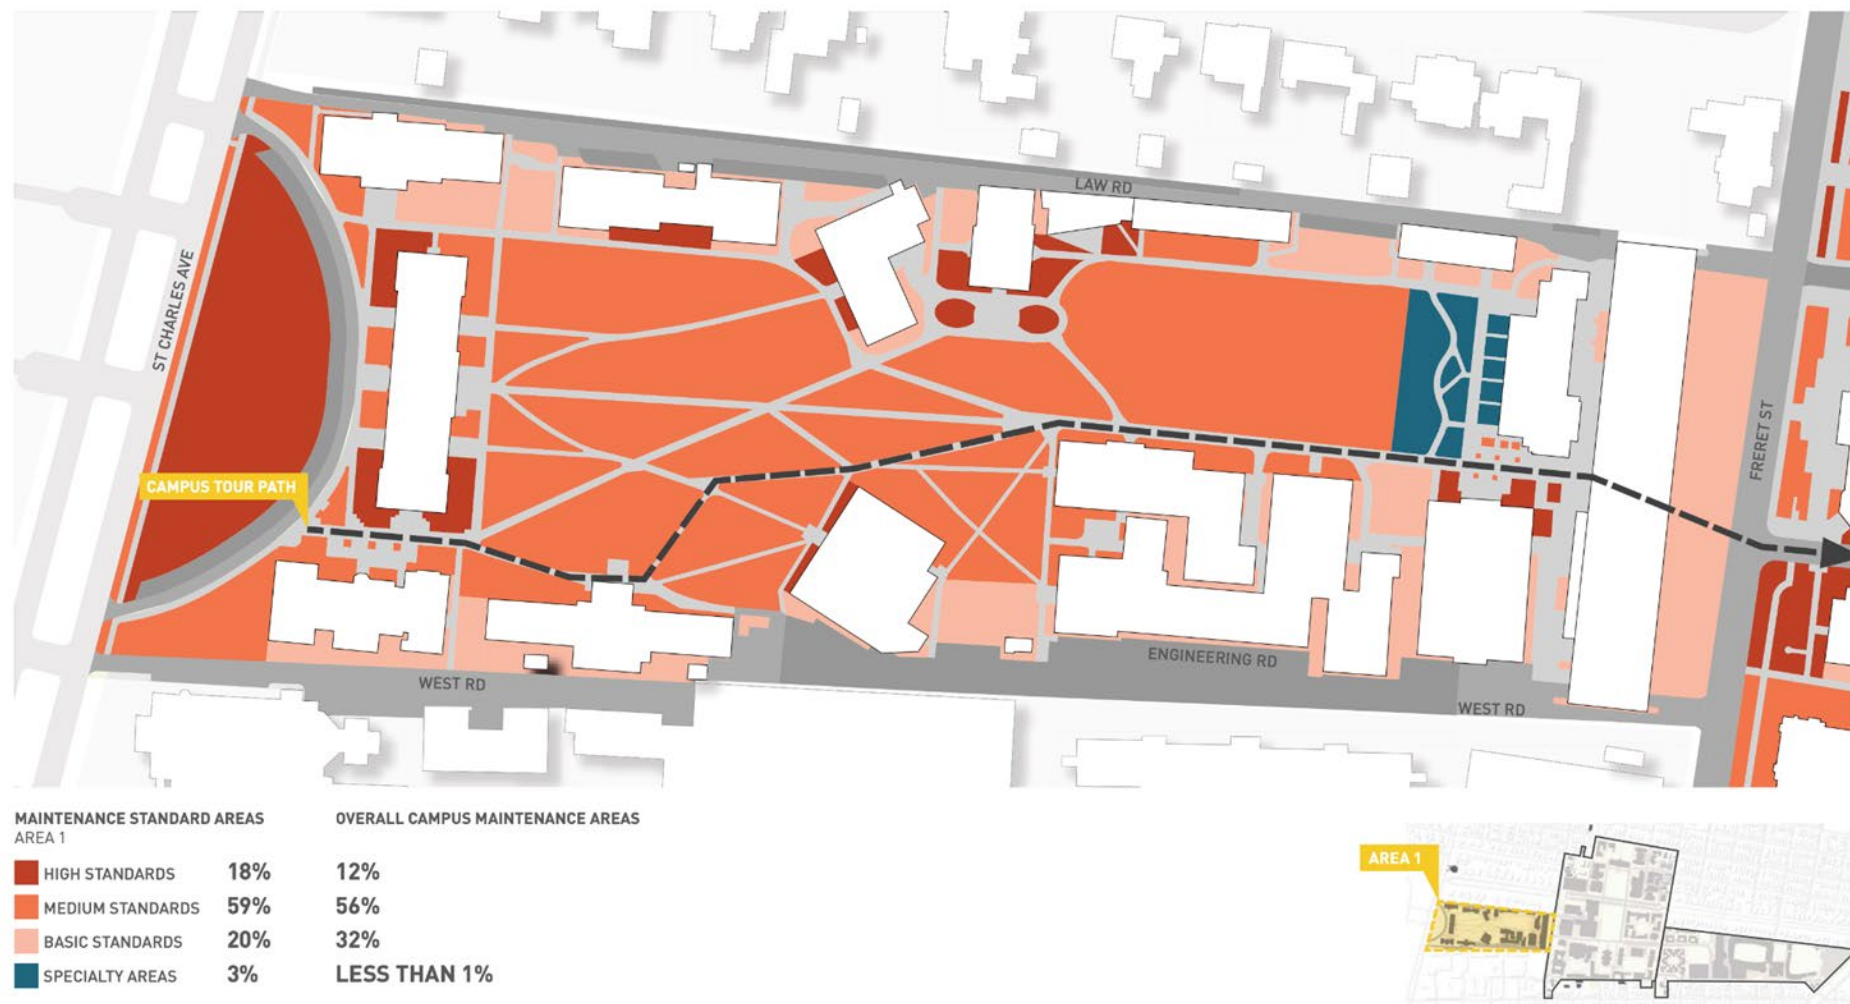 LAW RD
ST CHARLES AVE
FRERET ST
CAMPUS TOUR PATH
ENGINEERING RD
WEST RD
WEST RD
MAINTENANCE STANDARD AREAS OVERALL CAMPUS MAINTENANCE AREAS
AREA 1
HIGH STANDARDS 18% 12%
MEDIUM STANDARDS 59% 56%
BASIC STANDARDS 20% 32%
SPECIALTY AREAS 3% LESS THAN 1%
AREA 1